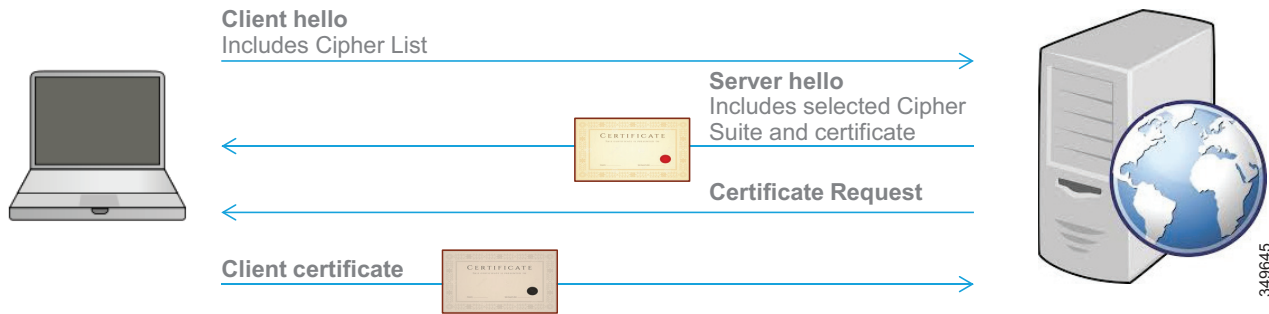 Client hello
Includes Cipher List
Server hello
Includes selected Cipher
Suite and certificate
CERTIFICATE
Certificate Request
Client certificate
CERTIFICATE
349645